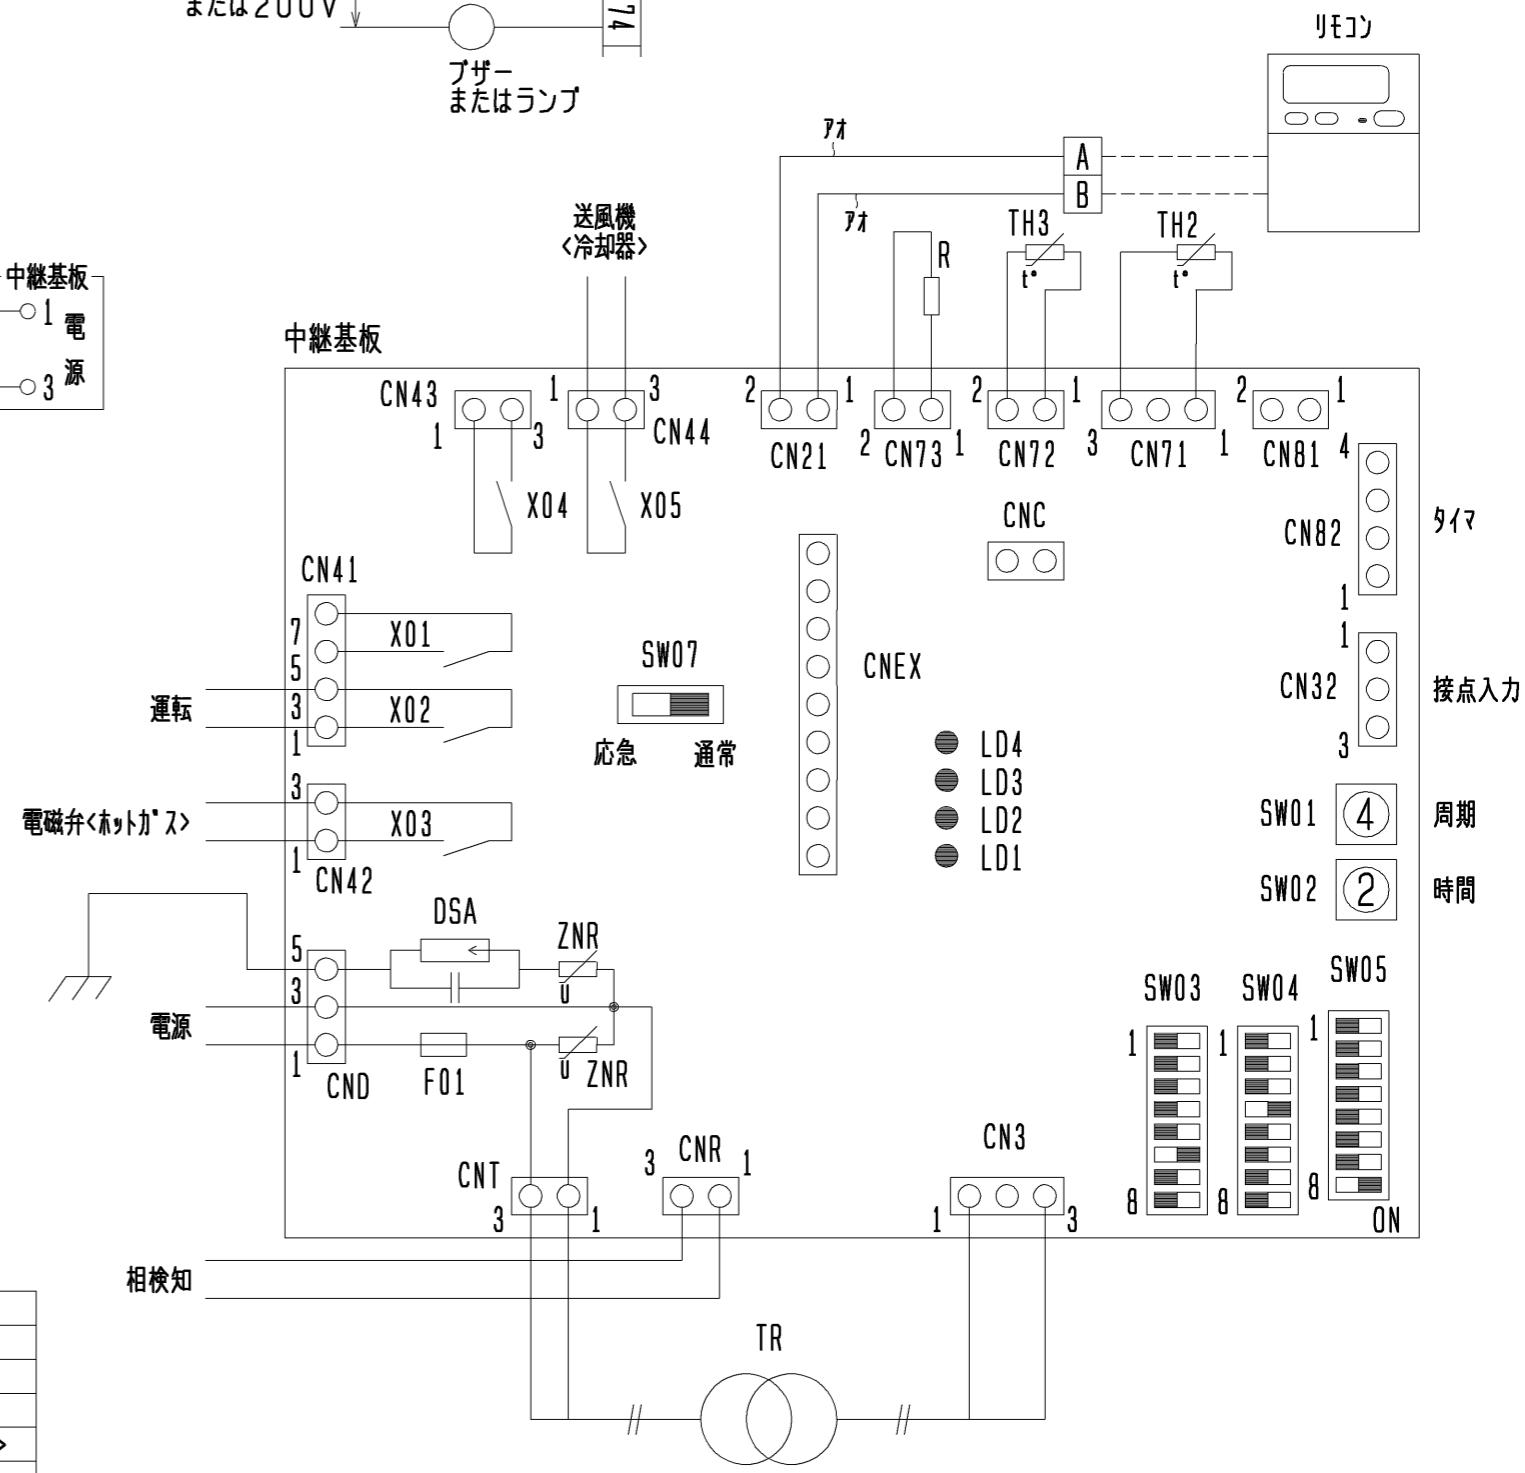 または200V
74
ブザー
またはランプ
リモコン
アオ
A
B
アオ
送風機
<冷却器>
TH3
t°
TH2
t°
R
中継基板
1 電
3 源
中継基板
CN43
1 3
1 3
CN44
2 1
CN21
2 CN73 1
2 1
CN72
3 CN71 1
2 1
CN81
X04
X05
CNC
4
CN82
1
タイマ
CN41
7
5
3
1
X01
X02
運転
SW07
応急 通常
CNEX
1
CN32
3
接点入力
LD4
LD3
LD2
LD1
3
1
X03
CN42
電磁弁<ホットガス>
SW01 4 周期
SW02 2 時間
DSA
ZNR
U
5
3
1
電源
CND
F01
U ZNR
SW03
1
8
SW04
1
8
SW05
1
8
ON
CNT
3 1
3 CNR 1
CN3
1 3
相検知
TR
>